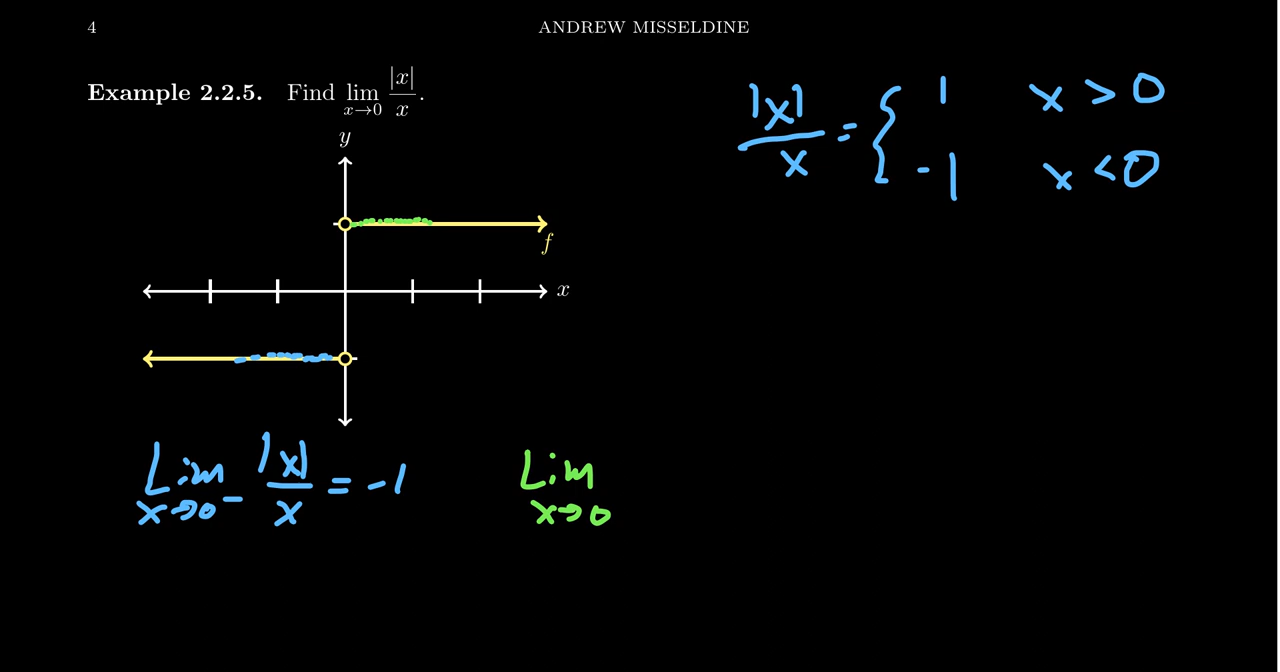 4 ANDREW MISSELDINE
Example 2.2.5. Find lim_{x→0} |x|/x.
|x|/x = { 1 x > 0
-1 x < 0
y
f
x
Lim_{x→0⁻} |x|/x = -1
Lim_{x→0}